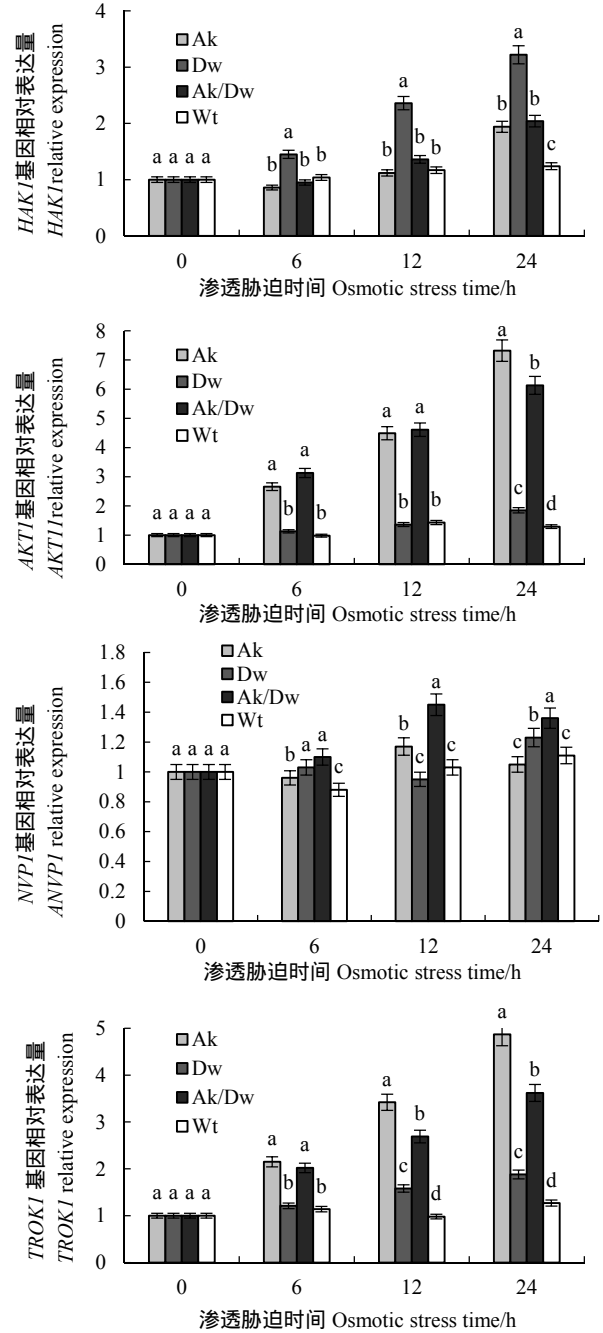 HAK1基因相对表达量
HAK1relative expression
4
3
2
1
0
Ak
Dw
Ak/Dw
Wt
a a a a
b a b b
b a b b
b a b c
0 6 12 24
渗透胁迫时间 Osmotic stress time/h
AKT1基因相对表达量
AKT1Irelative expression
8
7
6
5
4
3
2
1
0
Ak
Dw
Ak/Dw
Wt
a a a a
a b a b
a b a b
a c b d
0 6 12 24
渗透胁迫时间 Osmotic stress time/h
NVP1基因相对表达量
ANVP1 relative expression
1.8
1.6
1.4
1.2
1
0.8
0.6
0.4
0.2
0
Ak
Dw
Ak/Dw
Wt
a a a a
b a a c
b c a c
c b a c
0 6 12 24
渗透胁迫时间 Osmotic stress time/h
TROK1 基因相对表达量
TROK1 relative expression
5
4
3
2
1
0
Ak
Dw
Ak/Dw
Wt
a a a a
a b a b
a c b d
a c b d
0 6 12 24
渗透胁迫时间 Osmotic stress time/h